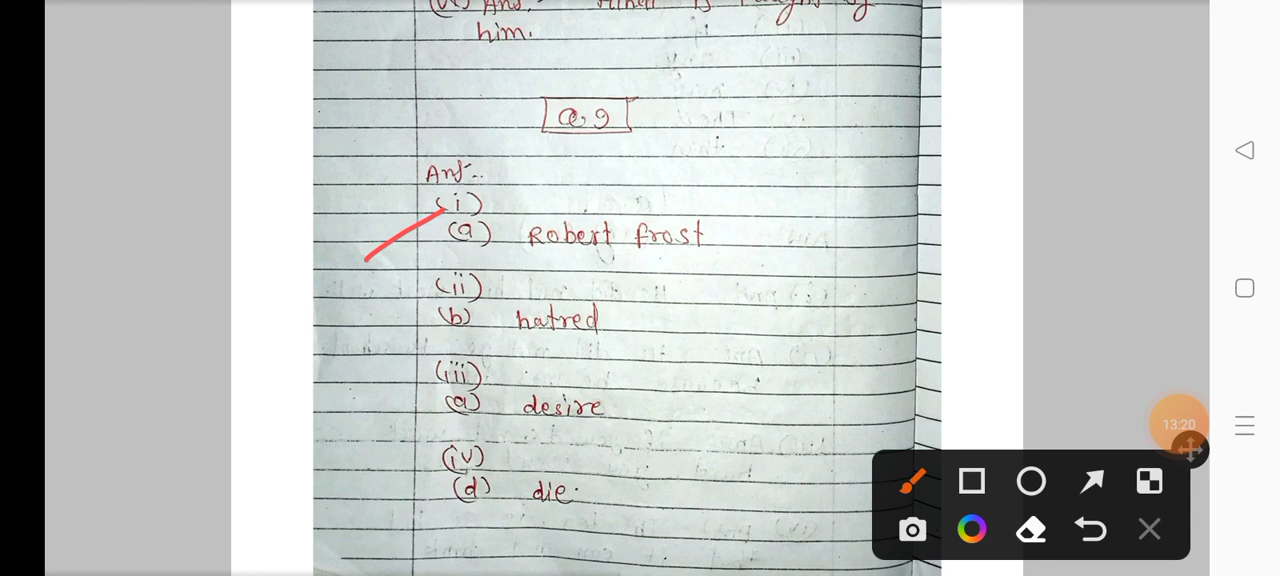 him.
Q. 9
Ans:-
(i)
(a) Robert frost
(ii)
(b) hatred
(iii)
(a) desire
(iv)
(d) die.
13:20